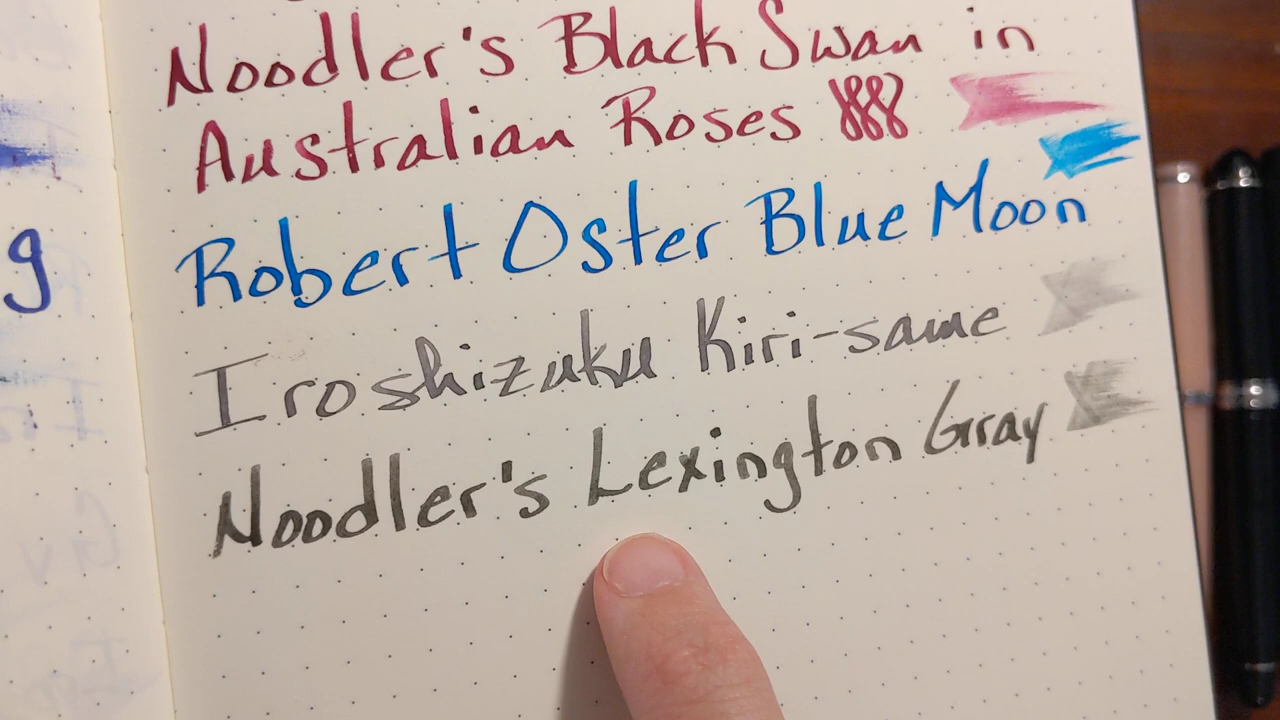 Noodler's Black Swan in
Australian Roses
Robert Oster Blue Moon
Iroshizuku Kiri-same
Noodler's Lexington Gray
g